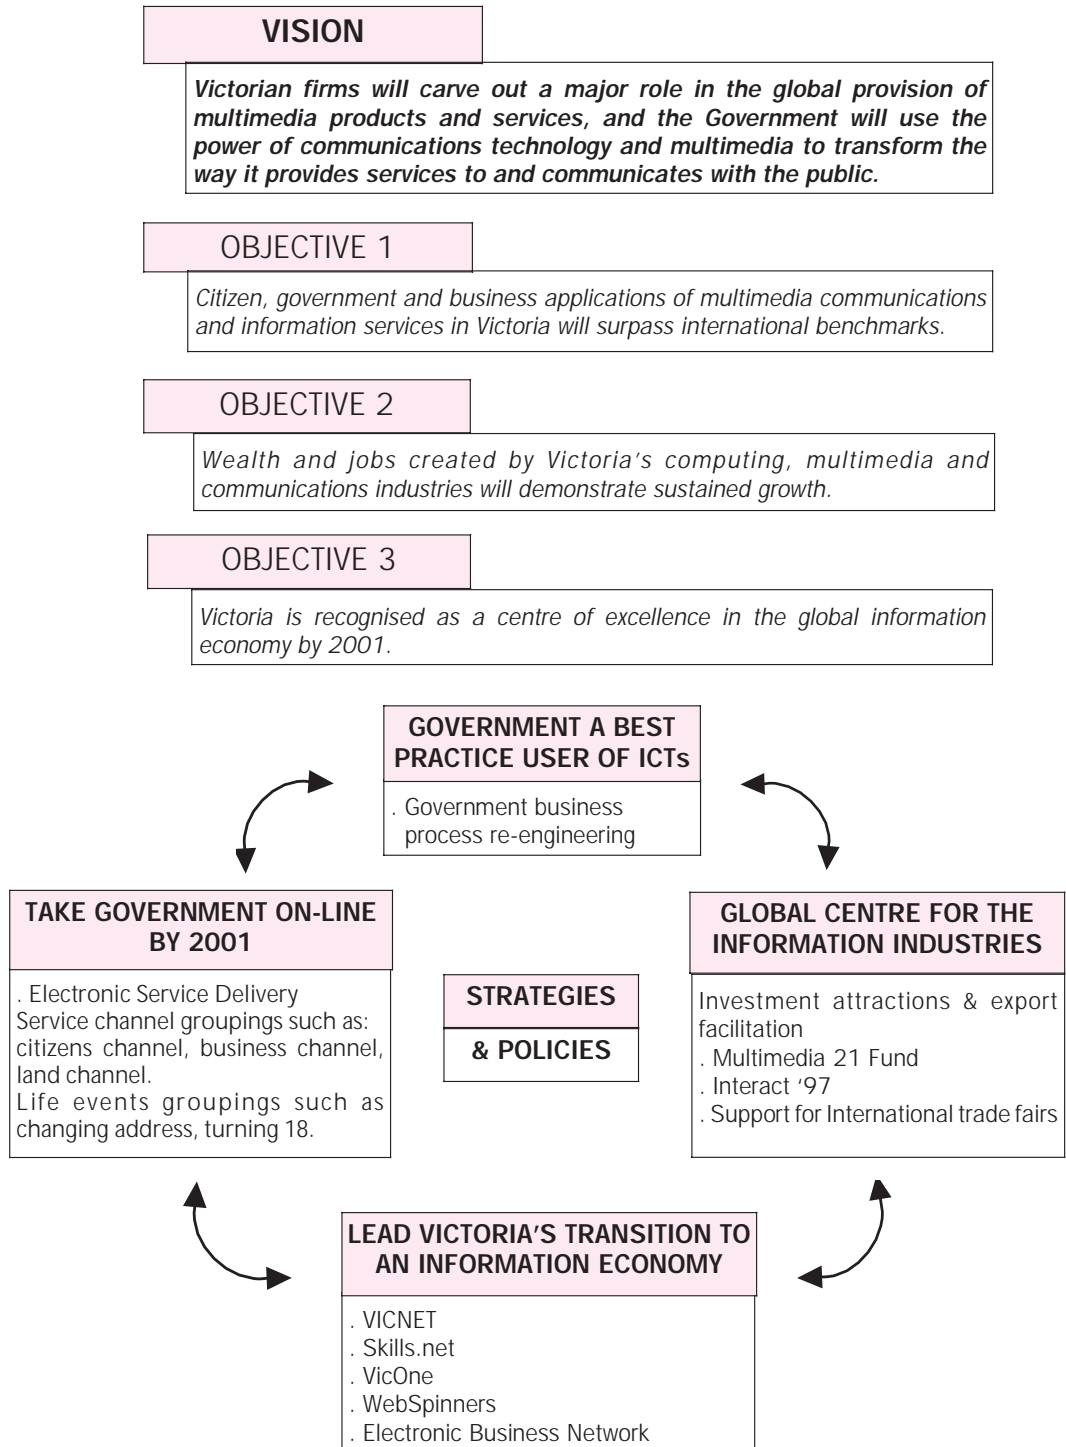 VISION
Victorian firms will carve out a major role in the global provision of
multimedia products and services, and the Government will use the
power of communications technology and multimedia to transform the
way it provides services to and communicates with the public.
OBJECTIVE 1
Citizen, government and business applications of multimedia communications
and information services in Victoria will surpass international benchmarks.
OBJECTIVE 2
Wealth and jobs created by Victoria's computing, multimedia and
communications industries will demonstrate sustained growth.
OBJECTIVE 3
Victoria is recognised as a centre of excellence in the global information
economy by 2001.
GOVERNMENT A BEST
PRACTICE USER OF ICTs
. Government business
process re-engineering
TAKE GOVERNMENT ON-LINE
BY 2001
. Electronic Service Delivery
Service channel groupings such as:
citizens channel, business channel,
land channel.
Life events groupings such as
changing address, turning 18.
STRATEGIES
& POLICIES
GLOBAL CENTRE FOR THE
INFORMATION INDUSTRIES
Investment attractions & export
facilitation
. Multimedia 21 Fund
. Interact '97
. Support for International trade fairs
LEAD VICTORIA'S TRANSITION TO
AN INFORMATION ECONOMY
. VICNET
. Skills.net
. VicOne
. WebSpinners
. Electronic Business Network